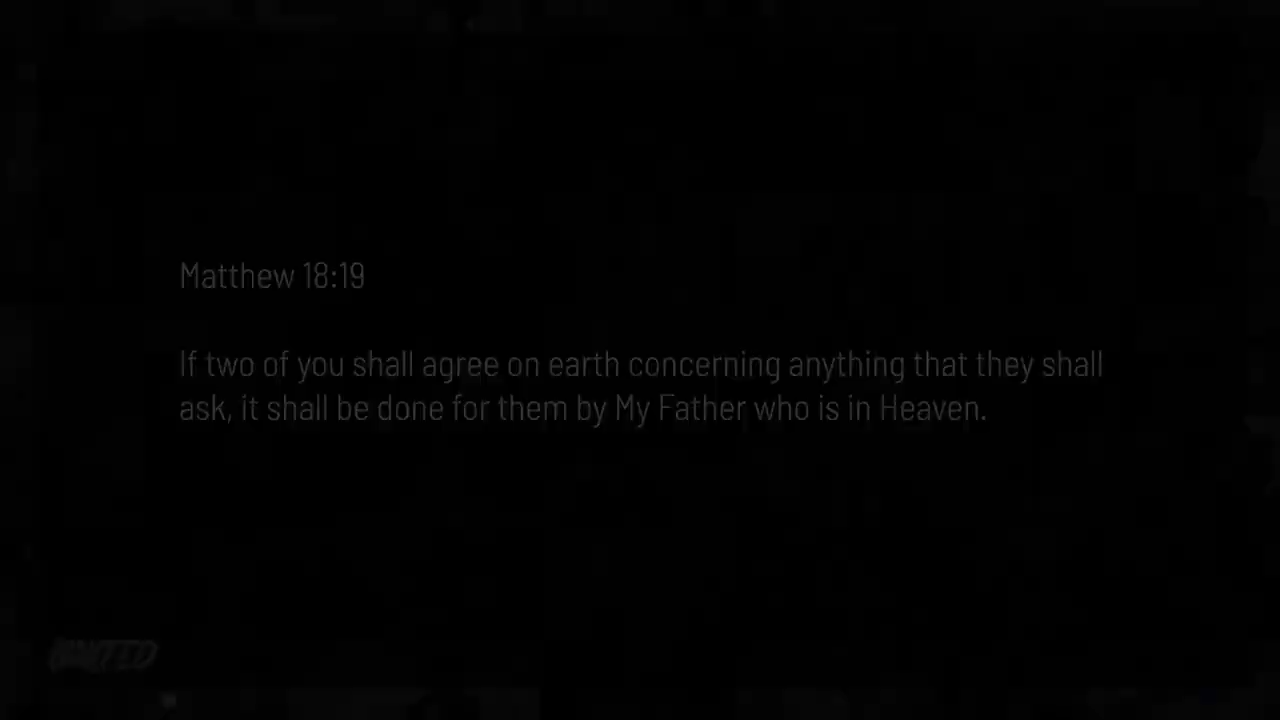 Matthew 18:19
If two of you shall agree on earth concerning anything that they shall
ask, it shall be done for them by My Father who is in Heaven.